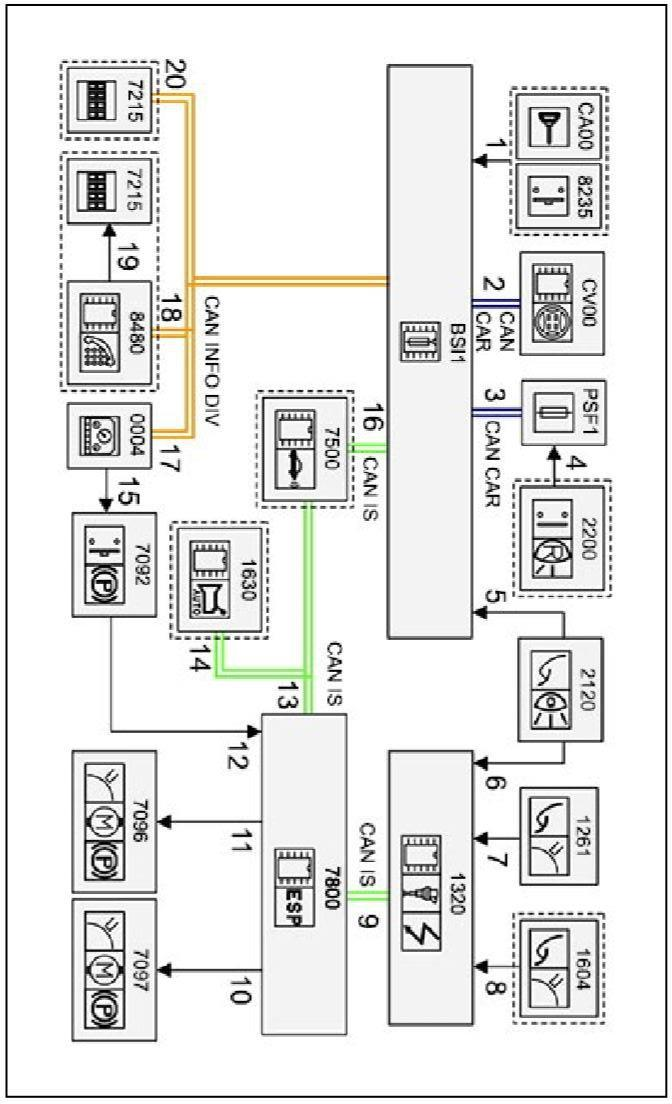 CA00
8235
CV00
PSF1
2200
2120
1261
1604
R
1
2
CAN
CAR
3
CAN CAR
4
5
6
7
8
BSI1
1320
16
CAN IS
CAN IS
9
7500
7800
ESP
CAN IS
13
14
1630
AUTO
12
11
10
20
CAN INFO DIV
18
17
7215
7215
19
8480
0004
15
7092
P
7096
M
P
7097
M
P